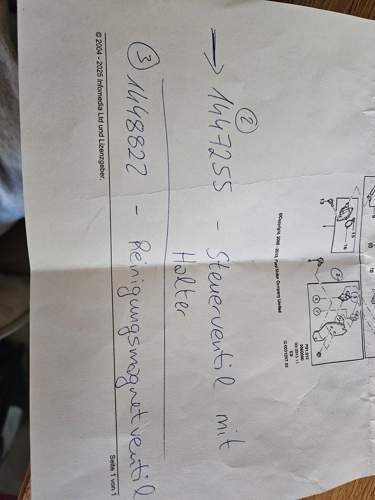 → ② 1447255 - Steuerventil mit
Halter
③ 1448822 - Reinigungsmagnetventil
© 2004 - 2025 Infomedia Ltd und Lizenzgeber.
Seite 1 von 1